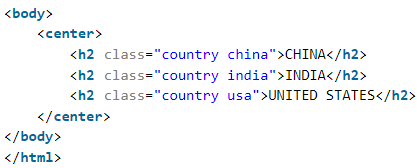 <body>
    <center>
        <h2 class="country china">CHINA</h2>
        <h2 class="country india">INDIA</h2>
        <h2 class="country usa">UNITED STATES</h2>
    </center>
</body>
</html>